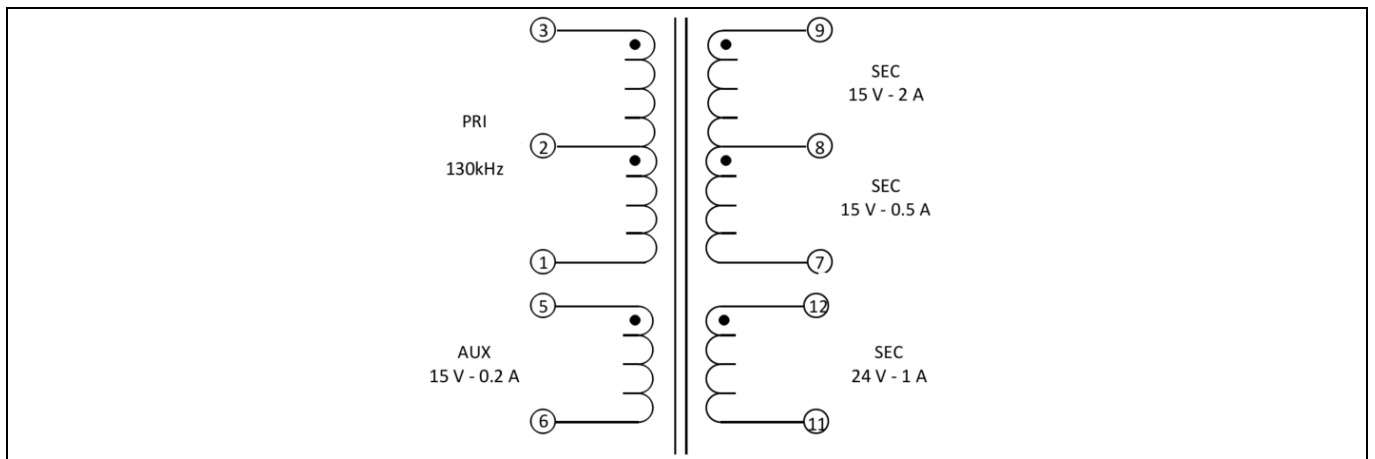 3
9
SEC
15 V - 2 A
PRI
2
8
130kHz
SEC
15 V - 0.5 A
1
7
5
12
AUX
15 V - 0.2 A
SEC
24 V - 1 A
6
11